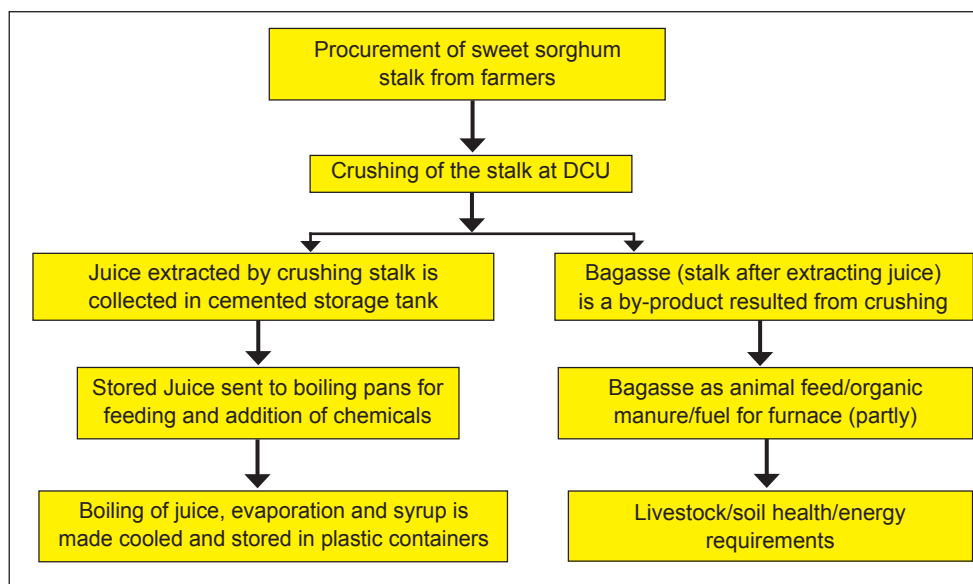 Procurement of sweet sorghum
stalk from farmers
Crushing of the stalk at DCU
Juice extracted by crushing stalk is
collected in cemented storage tank
Bagasse (stalk after extracting juice)
is a by-product resulted from crushing
Stored Juice sent to boiling pans for
feeding and addition of chemicals
Bagasse as animal feed/organic
manure/fuel for furnace (partly)
Boiling of juice, evaporation and syrup is
made cooled and stored in plastic containers
Livestock/soil health/energy
requirements